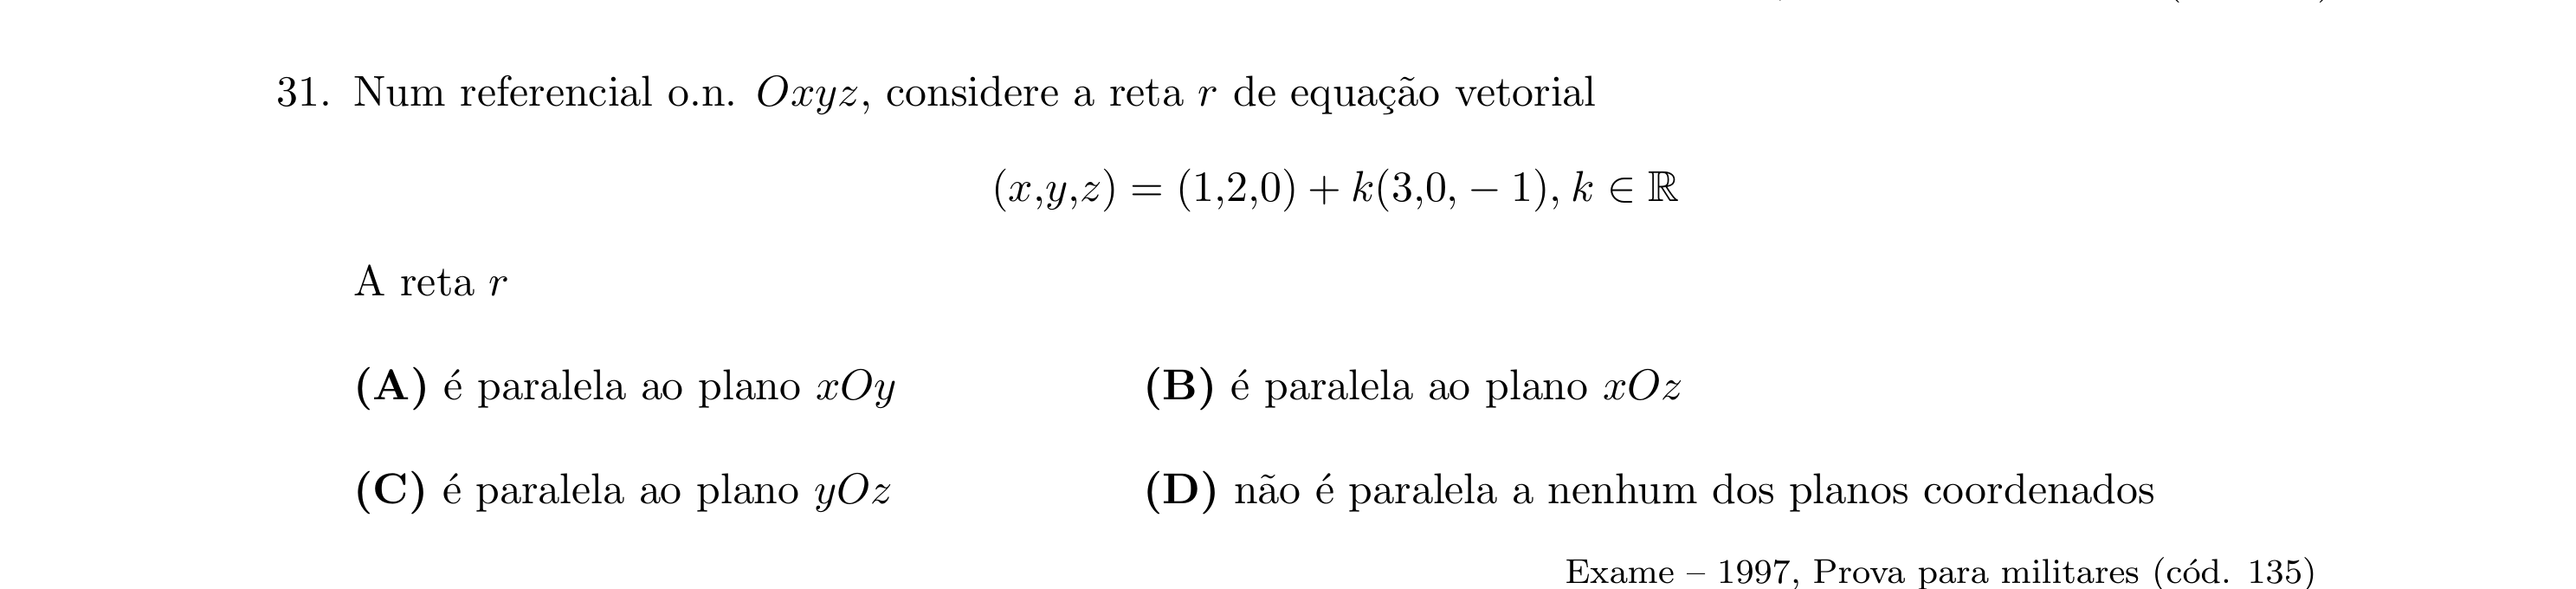 31. Num referencial o.n. Oxyz, considere a reta r de equação vetorial
(x,y,z) = (1,2,0) + k(3,0, − 1), k ∈ ℝ
A reta r
(A) é paralela ao plano xOy (B) é paralela ao plano xOz
(C) é paralela ao plano yOz (D) não é paralela a nenhum dos planos coordenados
Exame – 1997, Prova para militares (cód. 135)